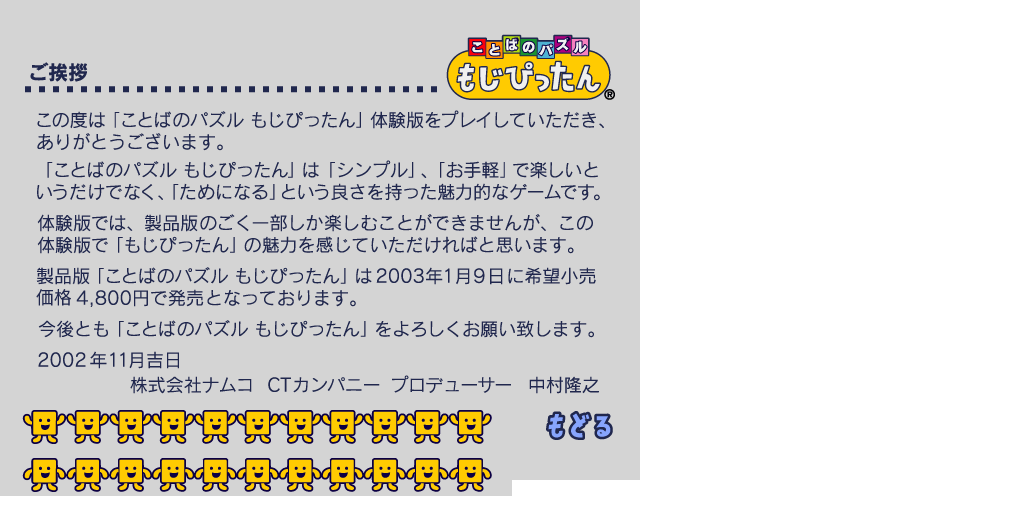 ことばのパズル
もじぴったん®
ご挨拶
この度は「ことばのパズル もじぴったん」体験版をプレイしていただき、
ありがとうございます。
「ことばのパズル もじぴったん」は「シンプル」、「お手軽」で楽しいと
いうだけでなく、「ためになる」という良さを持った魅力的なゲームです。
体験版では、製品版のごく一部しか楽しむことができませんが、この
体験版で「もじぴったん」の魅力を感じていただければと思います。
製品版「ことばのパズル もじぴったん」は2003年1月9日に希望小売
価格4,800円で発売となっております。
今後とも「ことばのパズル もじぴったん」をよろしくお願い致します。
2002年11月吉日
株式会社ナムコ CTカンパニー プロデューサー 中村隆之
もどる